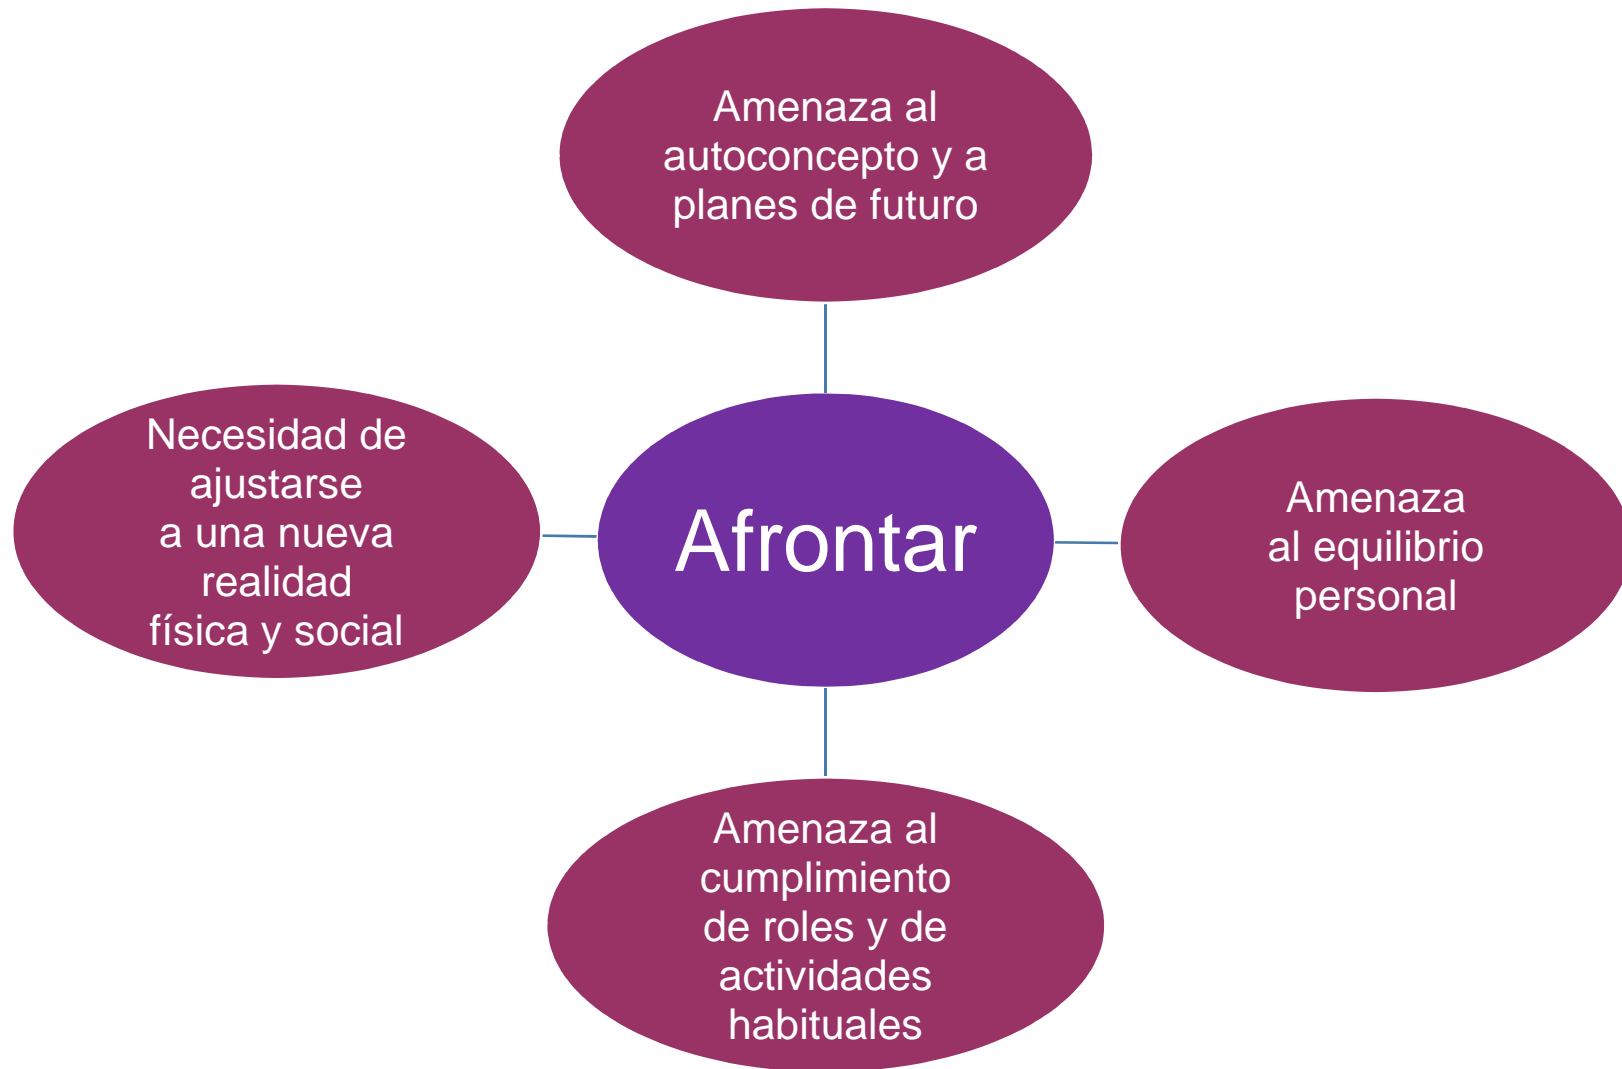 Amenaza al
autoconcepto y a
planes de futuro
Necesidad de
ajustarse
a una nueva
realidad
física y social
Afrontar
Amenaza
al equilibrio
personal
Amenaza al
cumplimiento
de roles y de
actividades
habituales